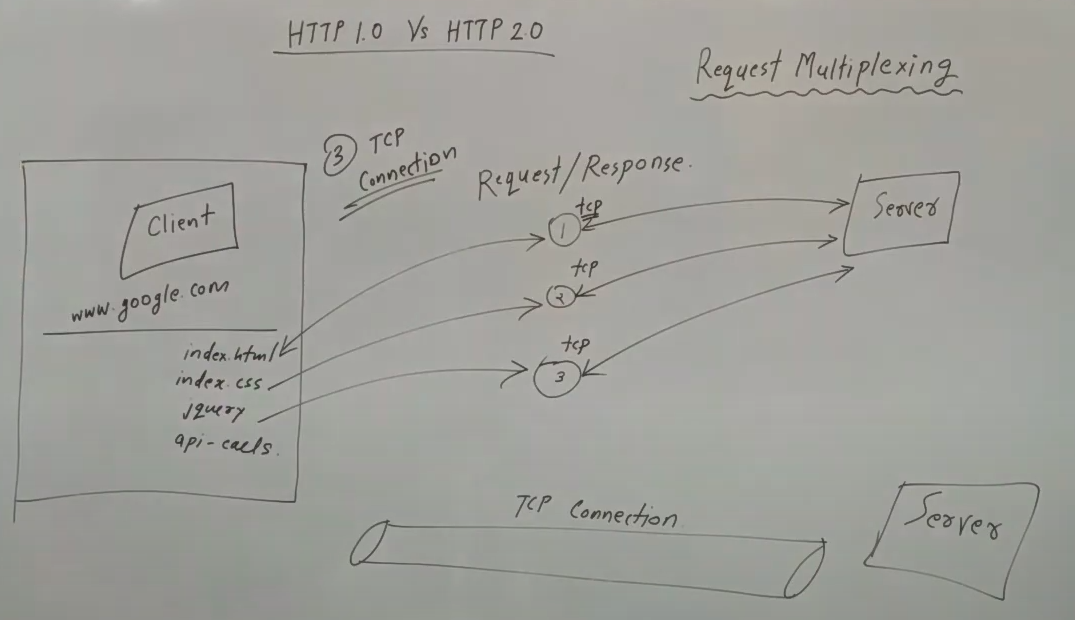 HTTP 1.0 Vs HTTP 2.0
Request Multiplexing
3 TCP
Connection
Request/Response.
Client
www.google.com
index.html
index.css
jquery
api-calls.
tcp
1
tcp
2
tcp
3
Server
TCP Connection
Server